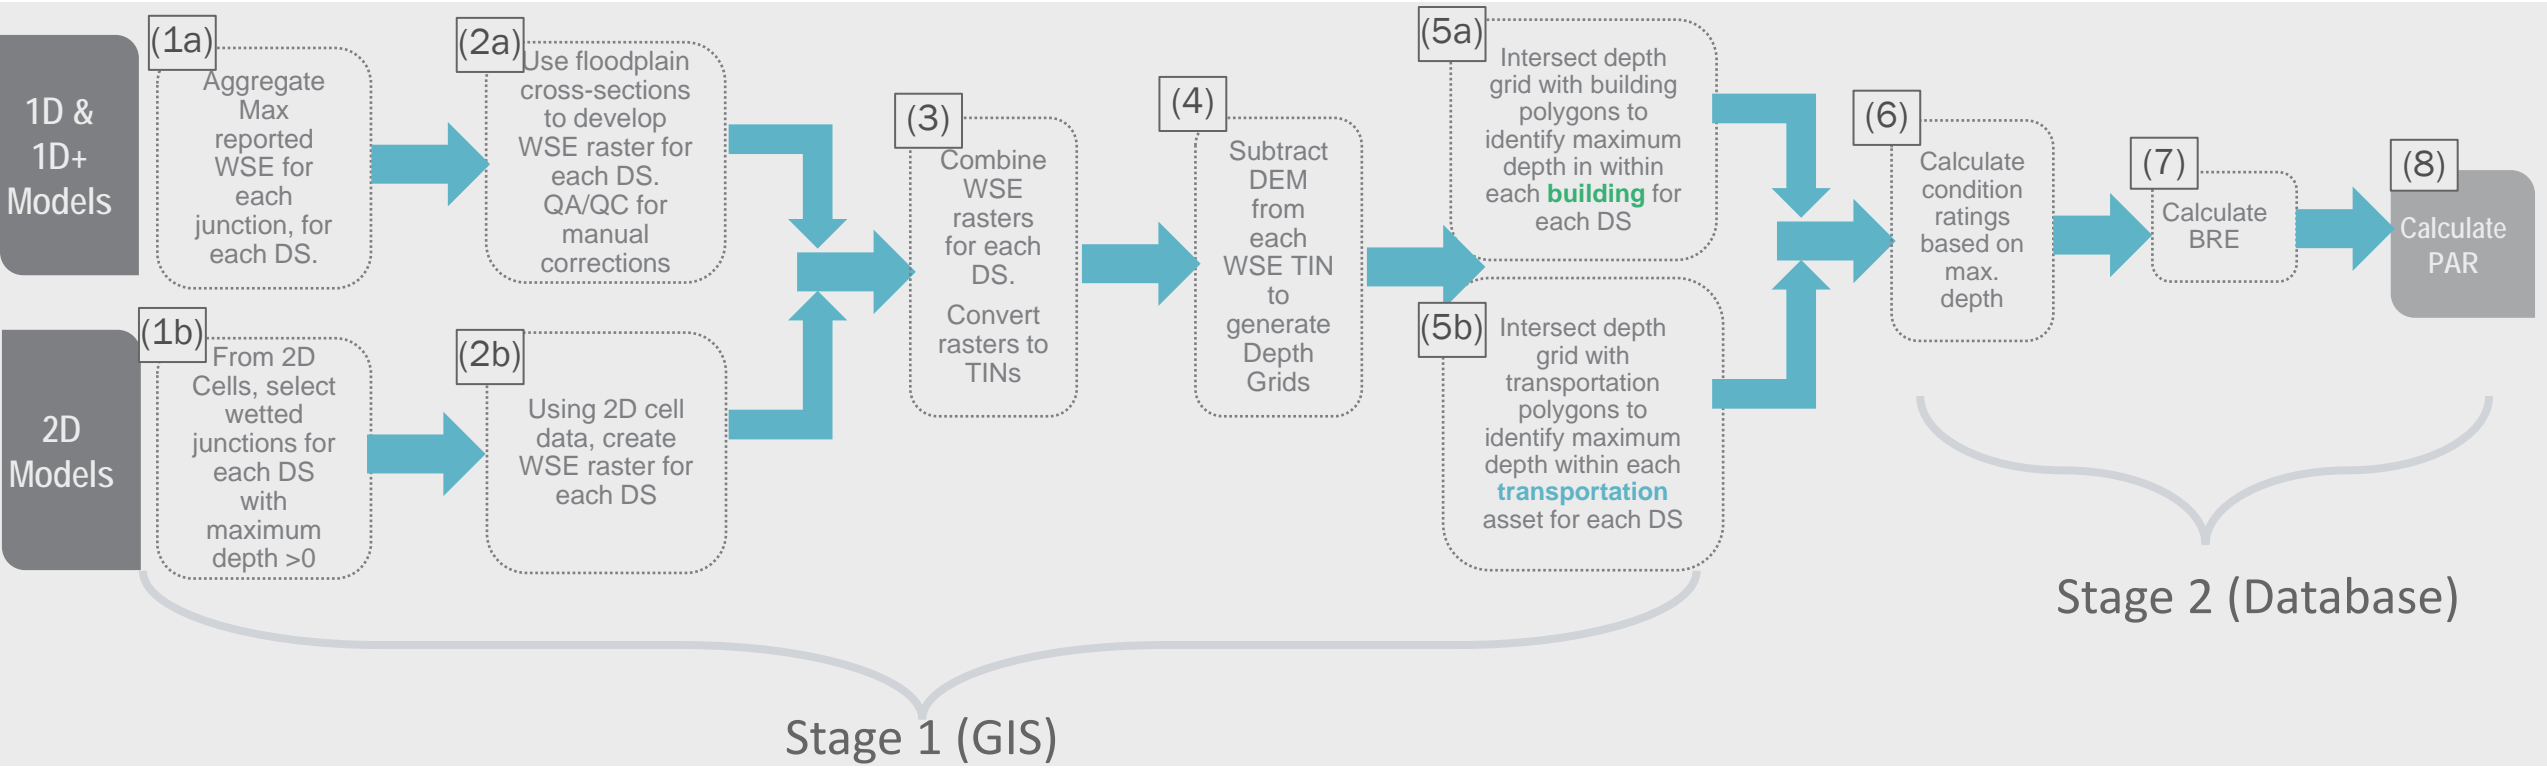 1D &
1D+
Models
(1a)
Aggregate
Max
reported
WSE for
each
junction, for
each DS.
(2a)
Use floodplain
cross-sections
to develop
WSE raster for
each DS.
QA/QC for
manual
corrections
2D
Models
(1b)
From 2D
Cells, select
wetted
junctions for
each DS
with
maximum
depth >0
(2b)
Using 2D cell
data, create
WSE raster for
each DS
(3)
Combine
WSE
rasters
for each
DS.
Convert
rasters to
TINs
(4)
Subtract
DEM
from
each
WSE TIN
to
generate
Depth
Grids
(5a)
Intersect depth
grid with building
polygons to
identify maximum
depth in within
each building for
each DS
(5b)
Intersect depth
grid with
transportation
polygons to
identify maximum
depth within each
transportation
asset for each DS
(6)
Calculate
condition
ratings
based on
max.
depth
(7)
Calculate
BRE
(8)
Calculate
PAR
Stage 1 (GIS)
Stage 2 (Database)